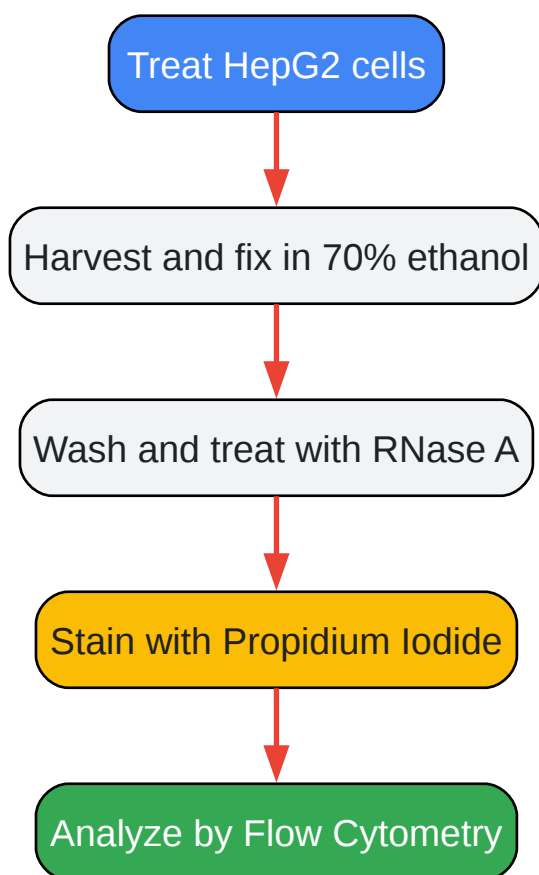 Treat HepG2 cells
Harvest and fix in 70% ethanol
Wash and treat with RNase A
Stain with Propidium Iodide
Analyze by Flow Cytometry